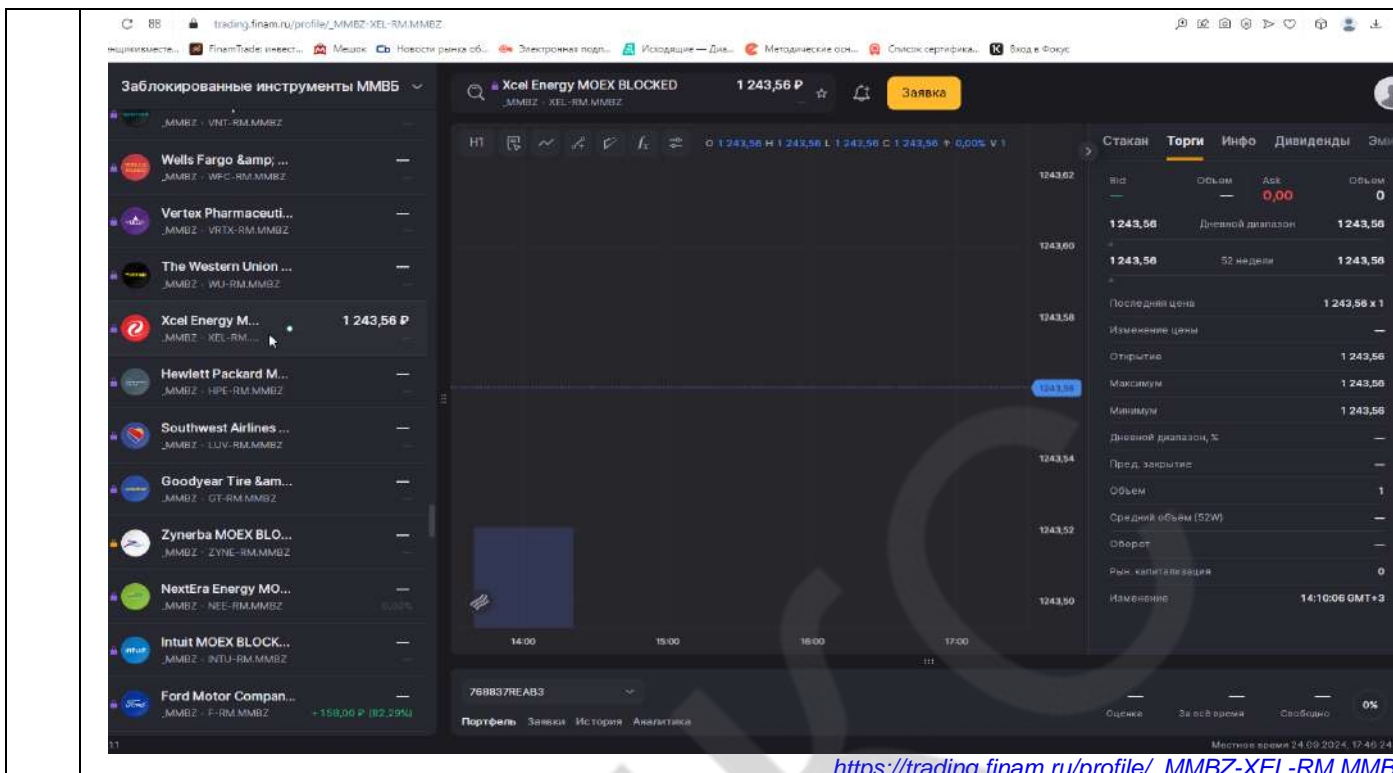 trading.finam.ru/profile/_MMBZ-XEL-RM.MMBZ
FinamTrade: инвест... Мешок Новости рынка об... Электронная подп... Исходящие — Диа... Методические осн... Список сертифика... Вход в Фокус
Заблокированные инструменты ММВБ
_MMBZ · VNT-RM.MMBZ
Wells Fargo &amp; ... —
_MMBZ · WFC-RM.MMBZ
Vertex Pharmaceuti... —
_MMBZ · VRTX-RM.MMBZ
The Western Union ... —
_MMBZ · WU-RM.MMBZ
Xcel Energy M... 1 243,56 ₽
_MMBZ · XEL-RM....
Hewlett Packard M... —
_MMBZ · HPE-RM.MMBZ
Southwest Airlines ... —
_MMBZ · LUV-RM.MMBZ
Goodyear Tire &am... —
_MMBZ · GT-RM.MMBZ
Zynerba MOEX BLO... —
_MMBZ · ZYNE-RM.MMBZ
NextEra Energy MO... —
_MMBZ · NEE-RM.MMBZ 0,00%
Intuit MOEX BLOCK... —
_MMBZ · INTU-RM.MMBZ
Ford Motor Compan... —
_MMBZ · F-RM.MMBZ +158,00 ₽ (82,29%)
Xcel Energy MOEX BLOCKED 1 243,56 ₽
_MMBZ · XEL-RM.MMBZ
Заявка
H1 O 1 243,56 H 1 243,56 L 1 243,56 C 1 243,56 0,00% V 1
1243,62
1243,60
1243,58
1243,56
1243,54
1243,52
1243,50
14:00 15:00 16:00 17:00
Стакан Торги Инфо Дивиденды Эми
Bid Объем Ask Объем
— — 0,00 0
1 243,56 Дневной диапазон 1 243,56
1 243,56 52 недели 1 243,56
Последняя цена 1 243,56 x 1
Изменение цены —
Открытие 1 243,56
Максимум 1 243,56
Минимум 1 243,56
Дневной диапазон, % —
Пред. закрытие —
Объем 1
Средний объём (52W) —
Оборот —
Рын. капитализация 0
Изменение 14:10:06 GMT+3
768837REAB3
Портфель Заявки История Аналитика
— — — 0%
Оценка За всё время Свободно
Местное время 24.09.2024, 17:46:24
https://trading.finam.ru/profile/_MMBZ-XEL-RM.MMB